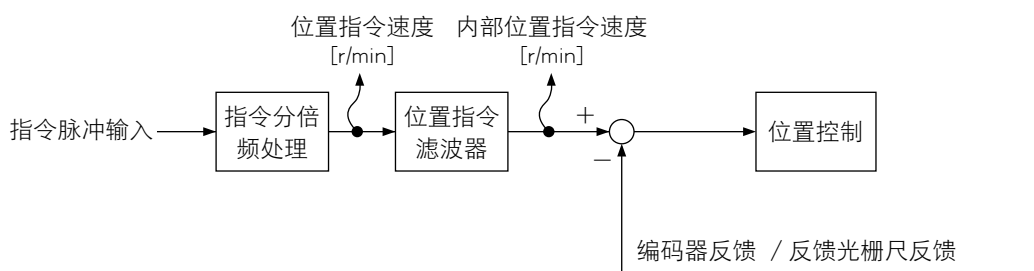 位置指令速度
[r/min]
内部位置指令速度
[r/min]
指令脉冲输入
指令分倍
频处理
位置指令
滤波器
+
−
位置控制
编码器反馈 / 反馈光栅尺反馈